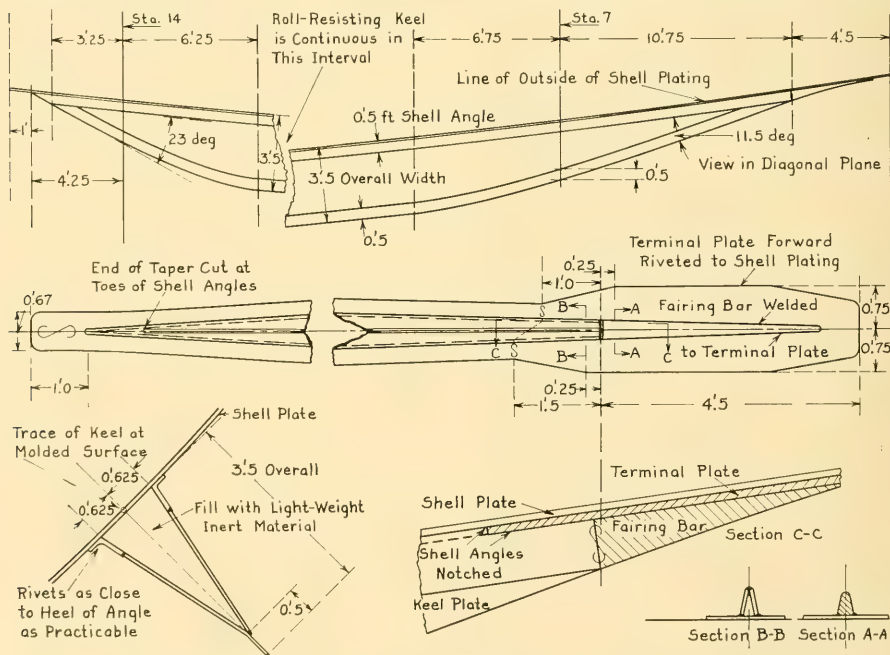 Sta. 14
Roll-Resisting Keel
is Continuous in
This Interval
Sta. 7
3'.25
6'.25
6'.75
10'.75
4'.5
Line of Outside of Shell Plating
0'.5 ft Shell Angle
1'
23 deg
3'.5
11.5 deg
View in Diagonal Plane
4'.25
3'.5 Overall Width
0'.5
0'.5
Terminal Plate Forward
Riveted to Shell Plating
End of Taper Cut at
Toes of Shell Angles
0'.25
1'.0
0'.67
B
A
Fairing Bar Welded
0'.75
C
B
A
C
to Terminal Plate
0'.75
1'.0
0'.25
1'.5
4'.5
Shell Plate
Trace of Keel at
Molded Surface
3'.5 Overall
0'.625
0'.625
Fill with Light-Weight
Inert Material
Terminal Plate
Shell Plate
Fairing Bar
Section C-C
Shell Angles
Notched
Rivets as Close
to Heel of Angle
as Practicable
0'.5
Keel Plate
Section B-B
Section A-A